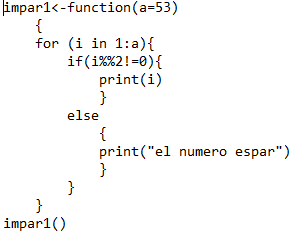 impar1<-function(a=53)
{
for (i in 1:a){
if(i%%2!=0){
print(i)
}
else
{
print("el numero espar")
}
}
}
impar1()